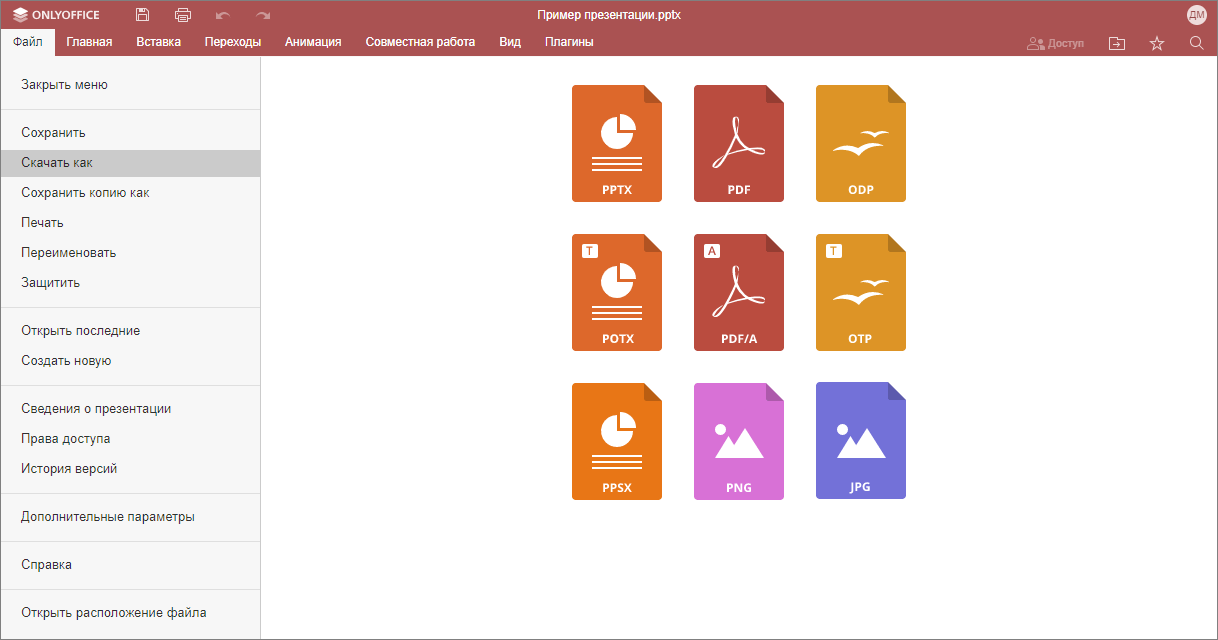 ONLYOFFICE
Пример презентации.pptx
ДМ
Файл Главная Вставка Переходы Анимация Совместная работа Вид Плагины Доступ
Закрыть меню
Сохранить
Скачать как
Сохранить копию как
Печать
Переименовать
Защитить
Открыть последние
Создать новую
Сведения о презентации
Права доступа
История версий
Дополнительные параметры
Справка
Открыть расположение файла
PPTX PDF ODP
T A T
POTX PDF/A OTP
PPSX PNG JPG